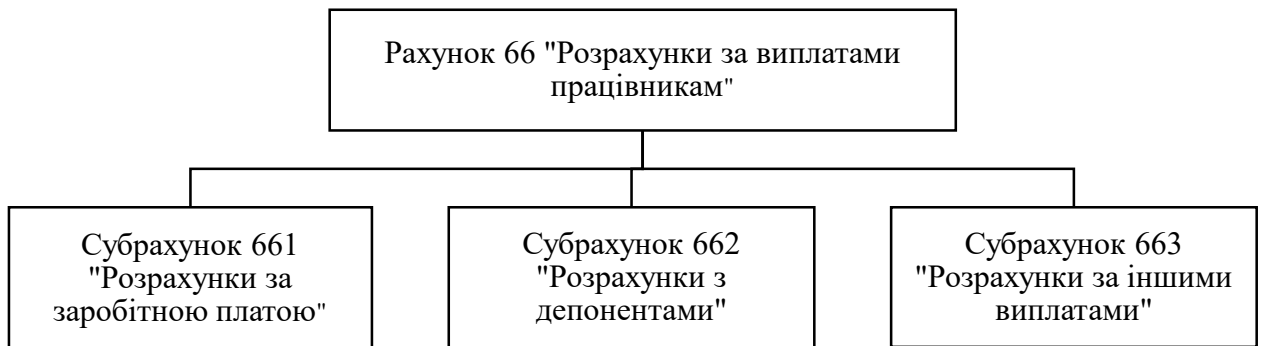 Рахунок 66 "Розрахунки за виплатами
працівникам"
Субрахунок 661
"Розрахунки за
заробітною платою"
Субрахунок 662
"Розрахунки з
депонентами"
Субрахунок 663
"Розрахунки за іншими
виплатами"